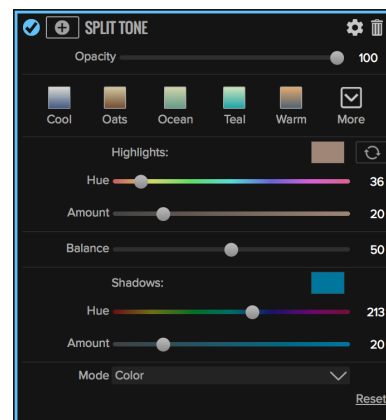 SPLIT TONE
Opacity 100
Cool Oats Ocean Teal Warm More
Highlights:
Hue 36
Amount 20
Balance 50
Shadows:
Hue 213
Amount 20
Mode Color
Reset